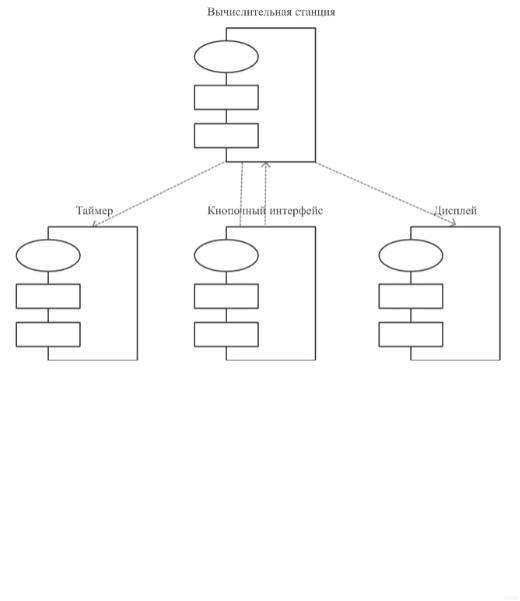 Вычислительная станция
Таймер
Кнопочный интерфейс
Дисплей